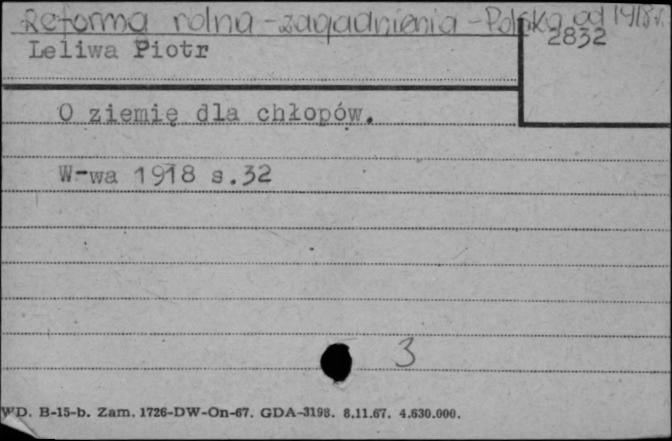 Reforma rolna - zagadnienia - Polska od 1918 r.
2832
Leliwa Piotr
O ziemię dla chłopów.
W-wa 1918 s.32
3
WD. B-15-b. Zam. 1726-DW-On-67. GDA-3198. 8.11.67. 4.630.000.